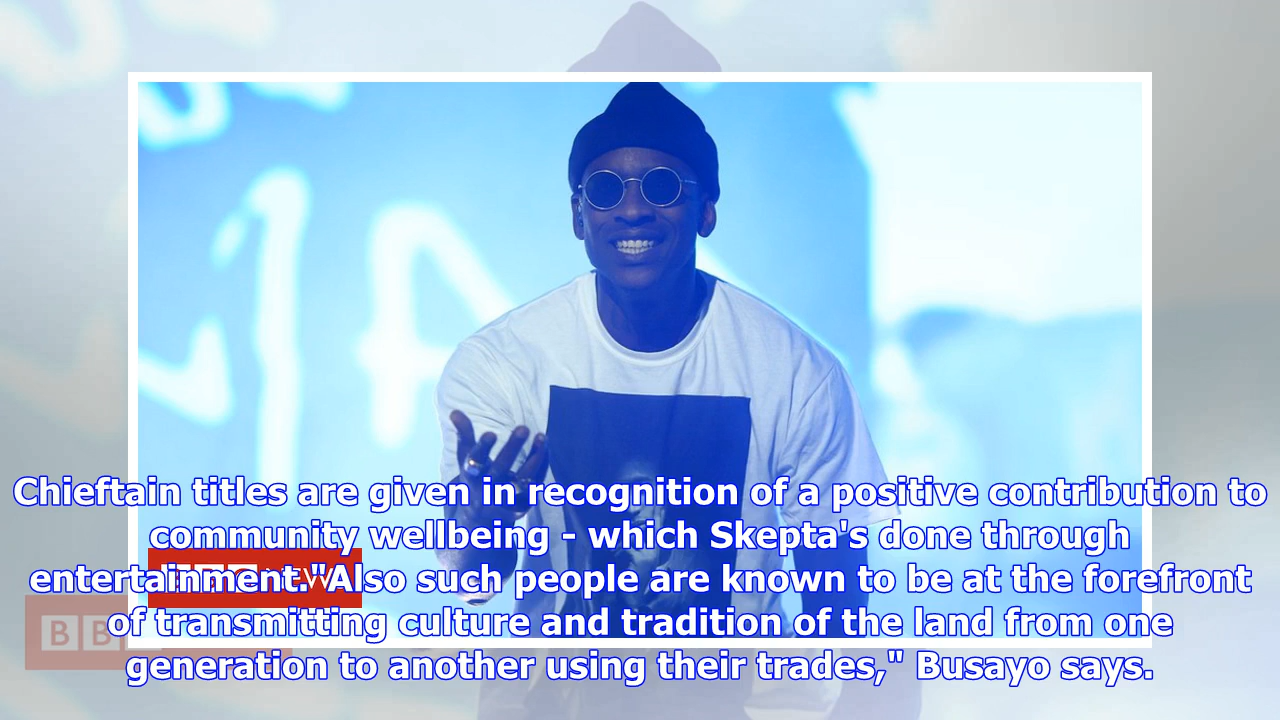 Chieftain titles are given in recognition of a positive contribution to
community wellbeing - which Skepta's done through
entertainment."Also such people are known to be at the forefront
of transmitting culture and tradition of the land from one
generation to another using their trades," Busayo says.